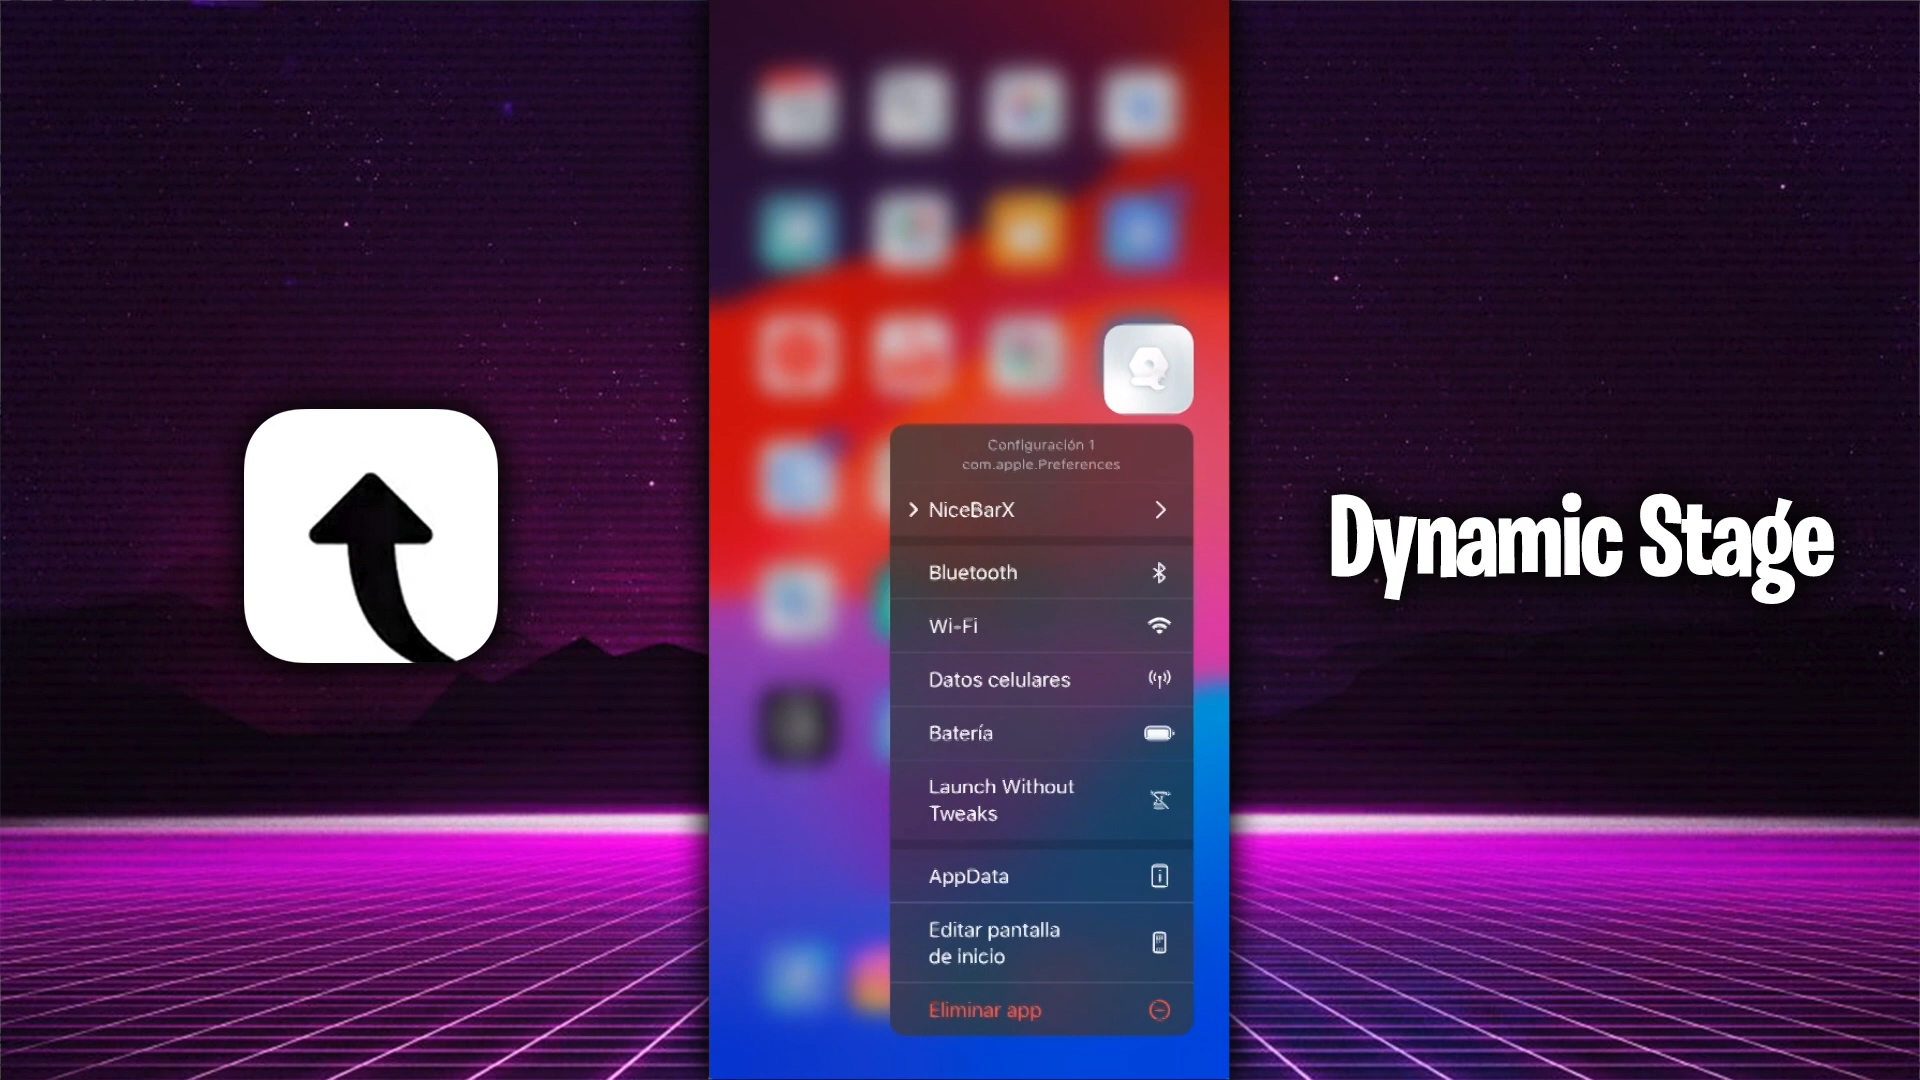 Configuración 1
com.apple.Preferences
NiceBarX
Bluetooth
Wi-Fi
Datos celulares
Batería
Launch Without
Tweaks
AppData
Editar pantalla
de inicio
Eliminar app
Dynamic Stage